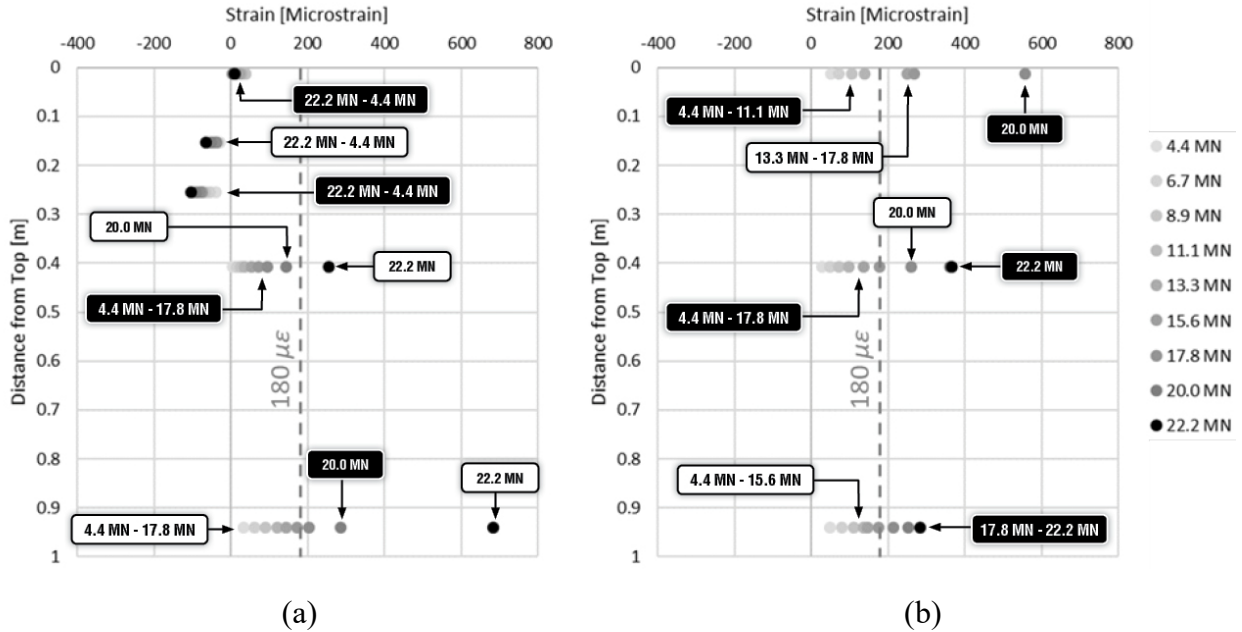 Strain [Microstrain]
-400 -200 0 200 400 600 800
0
0.1
0.2
0.3
0.4
0.5
0.6
0.7
0.8
0.9
1
Distance from Top [m]
22.2 MN - 4.4 MN
22.2 MN - 4.4 MN
22.2 MN - 4.4 MN
20.0 MN
22.2 MN
4.4 MN - 17.8 MN
180 µε
20.0 MN
22.2 MN
4.4 MN - 17.8 MN
(a)
Strain [Microstrain]
-400 -200 0 200 400 600 800
0
0.1
0.2
0.3
0.4
0.5
0.6
0.7
0.8
0.9
1
Distance from Top [m]
4.4 MN - 11.1 MN
20.0 MN
13.3 MN - 17.8 MN
20.0 MN
22.2 MN
4.4 MN - 17.8 MN
180 µε
4.4 MN - 15.6 MN
17.8 MN - 22.2 MN
(b)
4.4 MN
6.7 MN
8.9 MN
11.1 MN
13.3 MN
15.6 MN
17.8 MN
20.0 MN
22.2 MN